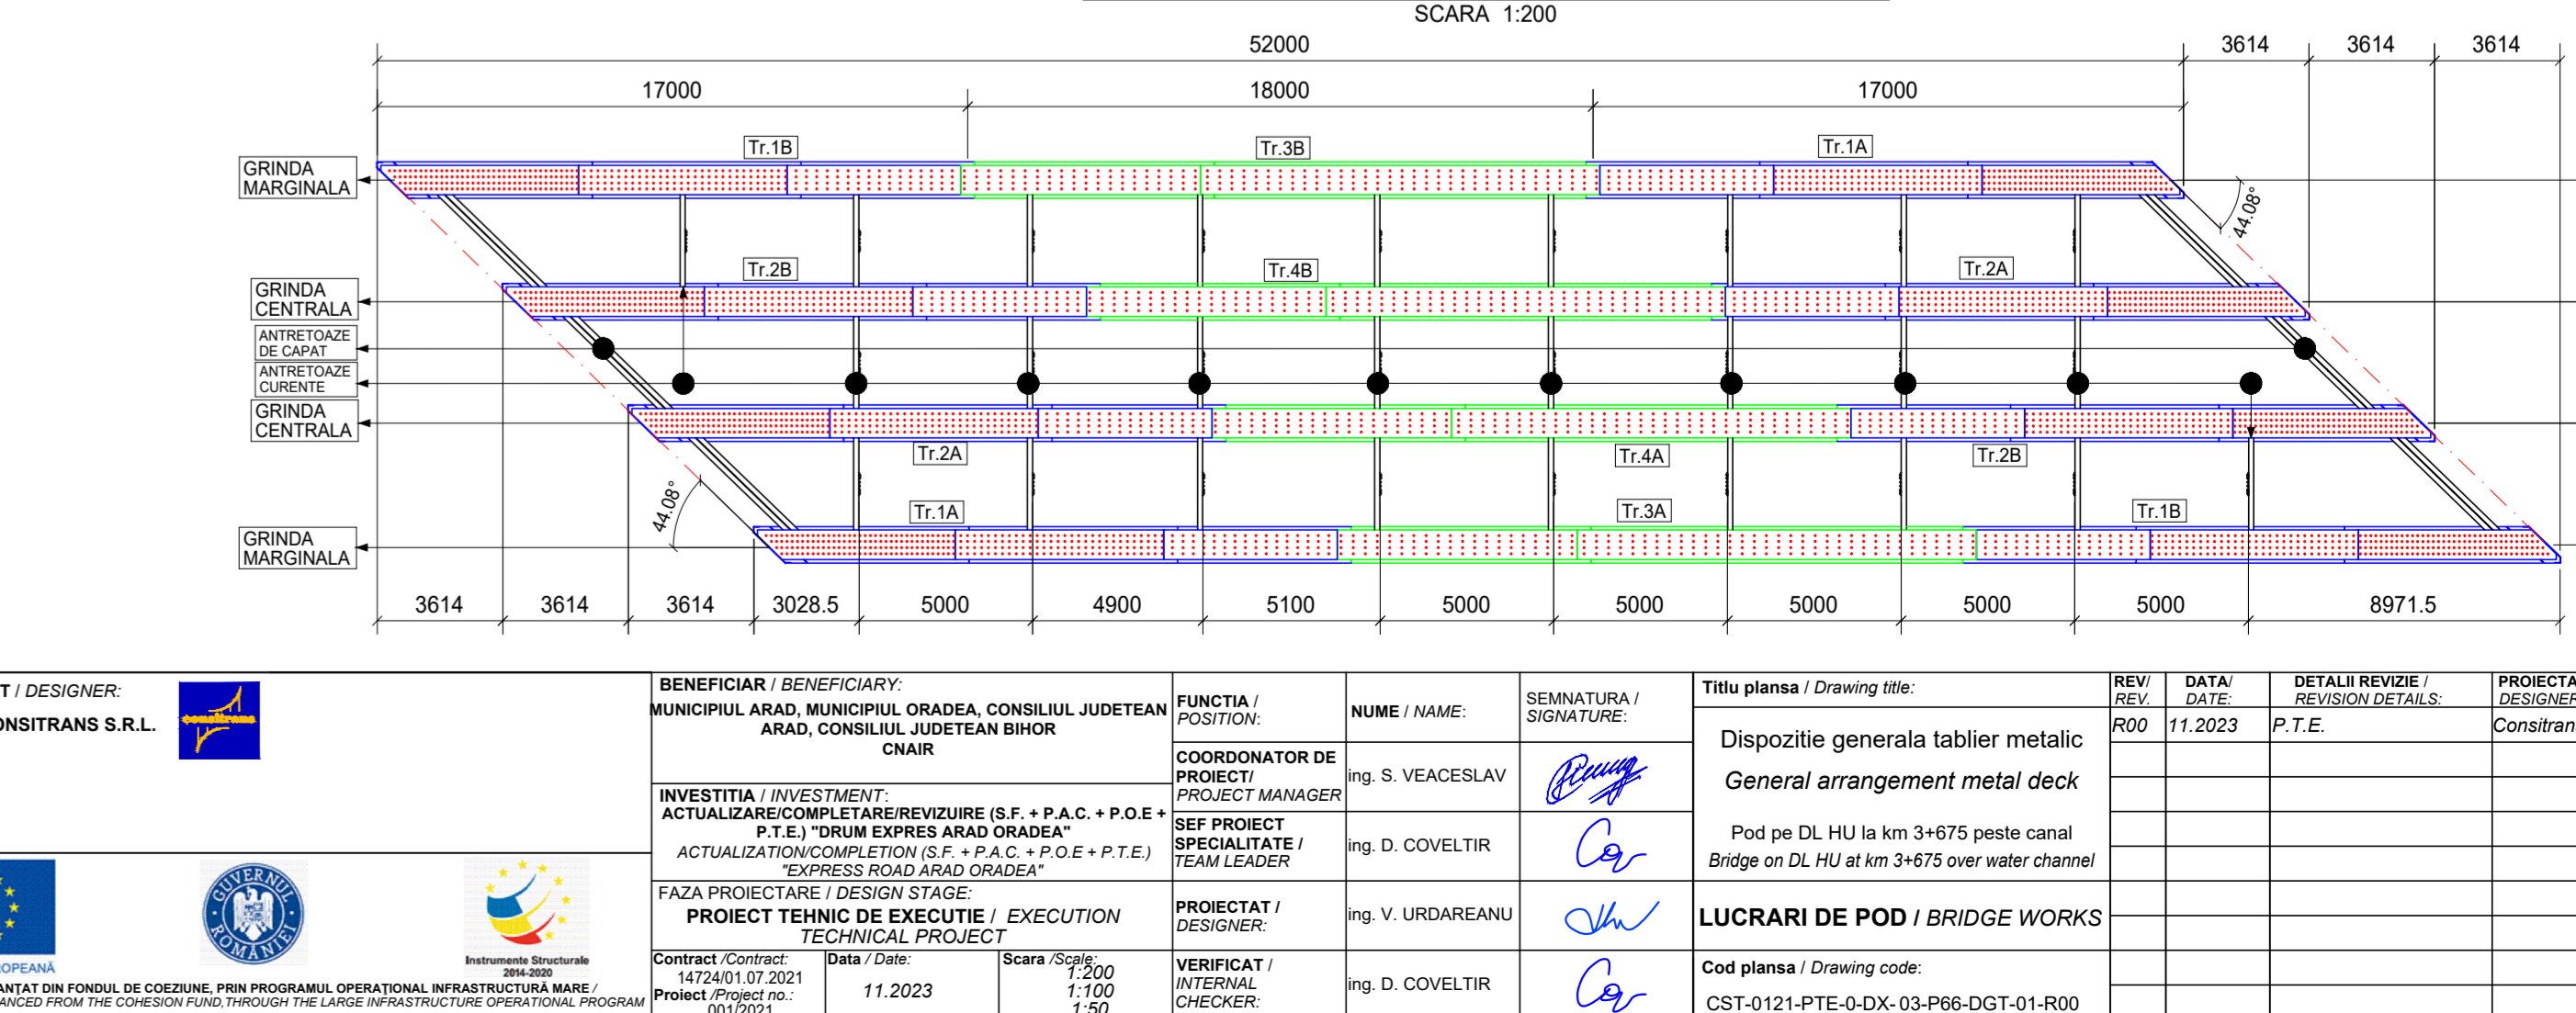 SCARA 1:200
52000
3614
3614
3614
17000
18000
17000
Tr.1B
Tr.3B
Tr.1A
GRINDA
MARGINALA
44.08°
Tr.2B
Tr.4B
Tr.2A
GRINDA
CENTRALA
ANTRETOAZE
DE CAPAT
ANTRETOAZE
CURENTE
GRINDA
CENTRALA
Tr.2A
Tr.4A
Tr.2B
44.08°
Tr.1A
Tr.3A
Tr.1B
GRINDA
MARGINALA
3614
3614
3614
3028.5
5000
4900
5100
5000
5000
5000
5000
5000
8971.5
T / DESIGNER:
ONSITRANS S.R.L.
consitrans
BENEFICIAR / BENEFICIARY:
MUNICIPIUL ARAD, MUNICIPIUL ORADEA, CONSILIUL JUDETEAN
ARAD, CONSILIUL JUDETEAN BIHOR
CNAIR
INVESTITIA / INVESTMENT:
ACTUALIZARE/COMPLETARE/REVIZUIRE (S.F. + P.A.C. + P.O.E +
P.T.E.) "DRUM EXPRES ARAD ORADEA"
ACTUALIZATION/COMPLETION (S.F. + P.A.C. + P.O.E + P.T.E.)
"EXPRESS ROAD ARAD ORADEA"
FAZA PROIECTARE / DESIGN STAGE:
PROIECT TEHNIC DE EXECUTIE / EXECUTION
TECHNICAL PROJECT
Contract /Contract:
14724/01.07.2021
Proiect /Project no.:
001/2021
Data / Date:
11.2023
Scara /Scale:
1:200
1:100
1:50
FUNCTIA /
POSITION:
NUME / NAME:
SEMNATURA /
SIGNATURE:
COORDONATOR DE
PROIECT/
PROJECT MANAGER
ing. S. VEACESLAV
SEF PROIECT
SPECIALITATE /
TEAM LEADER
ing. D. COVELTIR
PROIECTAT /
DESIGNER:
ing. V. URDAREANU
VERIFICAT /
INTERNAL
CHECKER:
ing. D. COVELTIR
Titlu plansa / Drawing title:
Dispozitie generala tablier metalic
General arrangement metal deck
Pod pe DL HU la km 3+675 peste canal
Bridge on DL HU at km 3+675 over water channel
LUCRARI DE POD / BRIDGE WORKS
Cod plansa / Drawing code:
CST-0121-PTE-0-DX-03-P66-DGT-01-R00
REV/
REV.
DATA/
DATE:
DETALII REVIZIE /
REVISION DETAILS:
PROIECTA
DESIGNER
R00
11.2023
P.T.E.
Consitran
GUVERNUL
ROMÂNIEI
Instrumente Structurale
2014-2020
ROPEANĂ
ANȚAT DIN FONDUL DE COEZIUNE, PRIN PROGRAMUL OPERAȚIONAL INFRASTRUCTURĂ MARE /
ANCED FROM THE COHESION FUND, THROUGH THE LARGE INFRASTRUCTURE OPERATIONAL PROGRAM